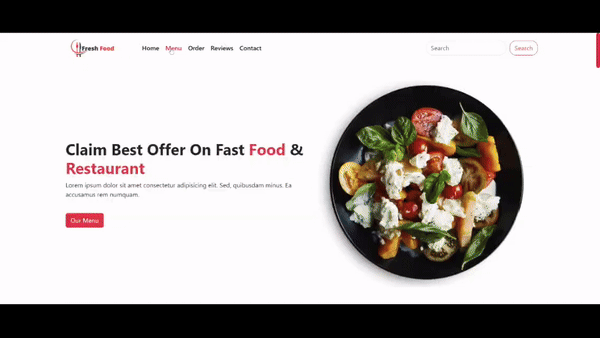 Fresh Food
Home Menu Order Reviews Contact
Search
Search
Claim Best Offer On Fast Food &
Restaurant
Lorem ipsum dolor sit amet consectetur adipisicing elit. Sed, quibusdam minus. Ea
accusamus rem numquam.
Our Menu